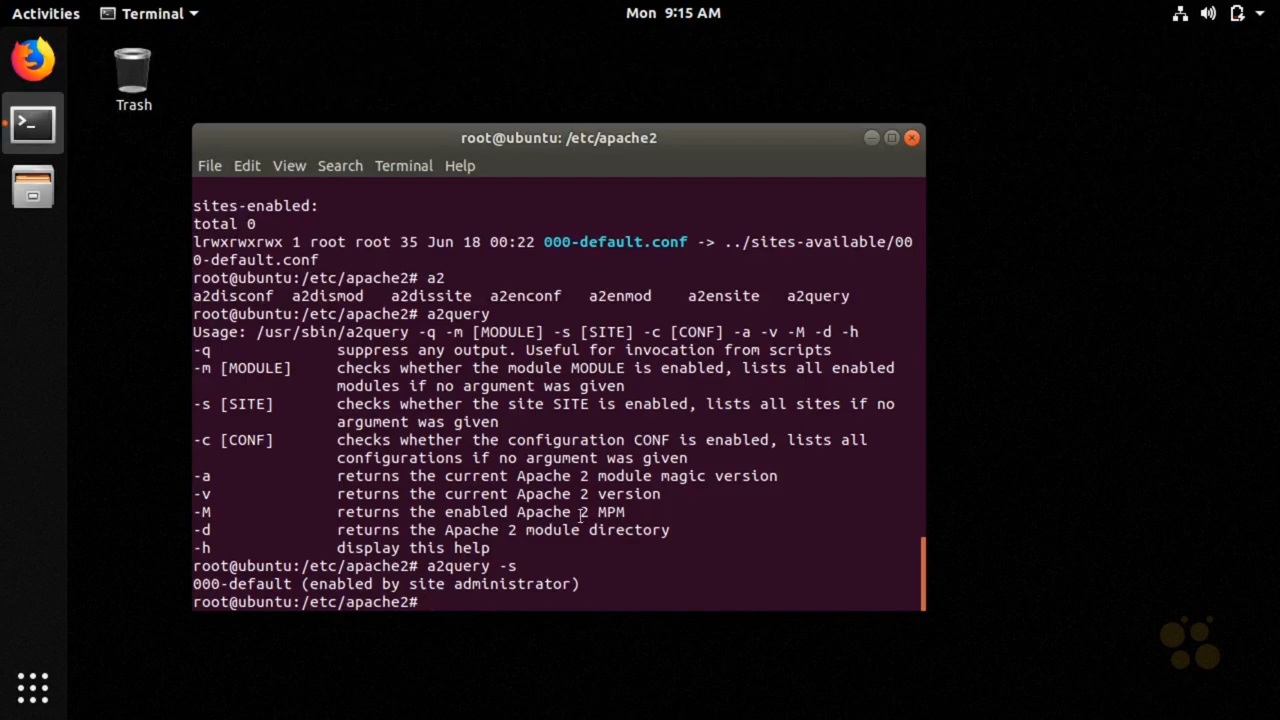 Activities Terminal Mon 9:15 AM
Trash
root@ubuntu: /etc/apache2
File Edit View Search Terminal Help
sites-enabled:
total 0
lrwxrwxrwx 1 root root 35 Jun 18 00:22 000-default.conf -> ../sites-available/00
0-default.conf
root@ubuntu:/etc/apache2# a2
a2disconf a2dismod a2dissite a2enconf a2enmod a2ensite a2query
root@ubuntu:/etc/apache2# a2query
Usage: /usr/sbin/a2query -q -m [MODULE] -s [SITE] -c [CONF] -a -v -M -d -h
-q suppress any output. Useful for invocation from scripts
-m [MODULE] checks whether the module MODULE is enabled, lists all enabled
modules if no argument was given
-s [SITE] checks whether the site SITE is enabled, lists all sites if no
argument was given
-c [CONF] checks whether the configuration CONF is enabled, lists all
configurations if no argument was given
-a returns the current Apache 2 module magic version
-v returns the current Apache 2 version
-M returns the enabled Apache 2 MPM
-d returns the Apache 2 module directory
-h display this help
root@ubuntu:/etc/apache2# a2query -s
000-default (enabled by site administrator)
root@ubuntu:/etc/apache2#